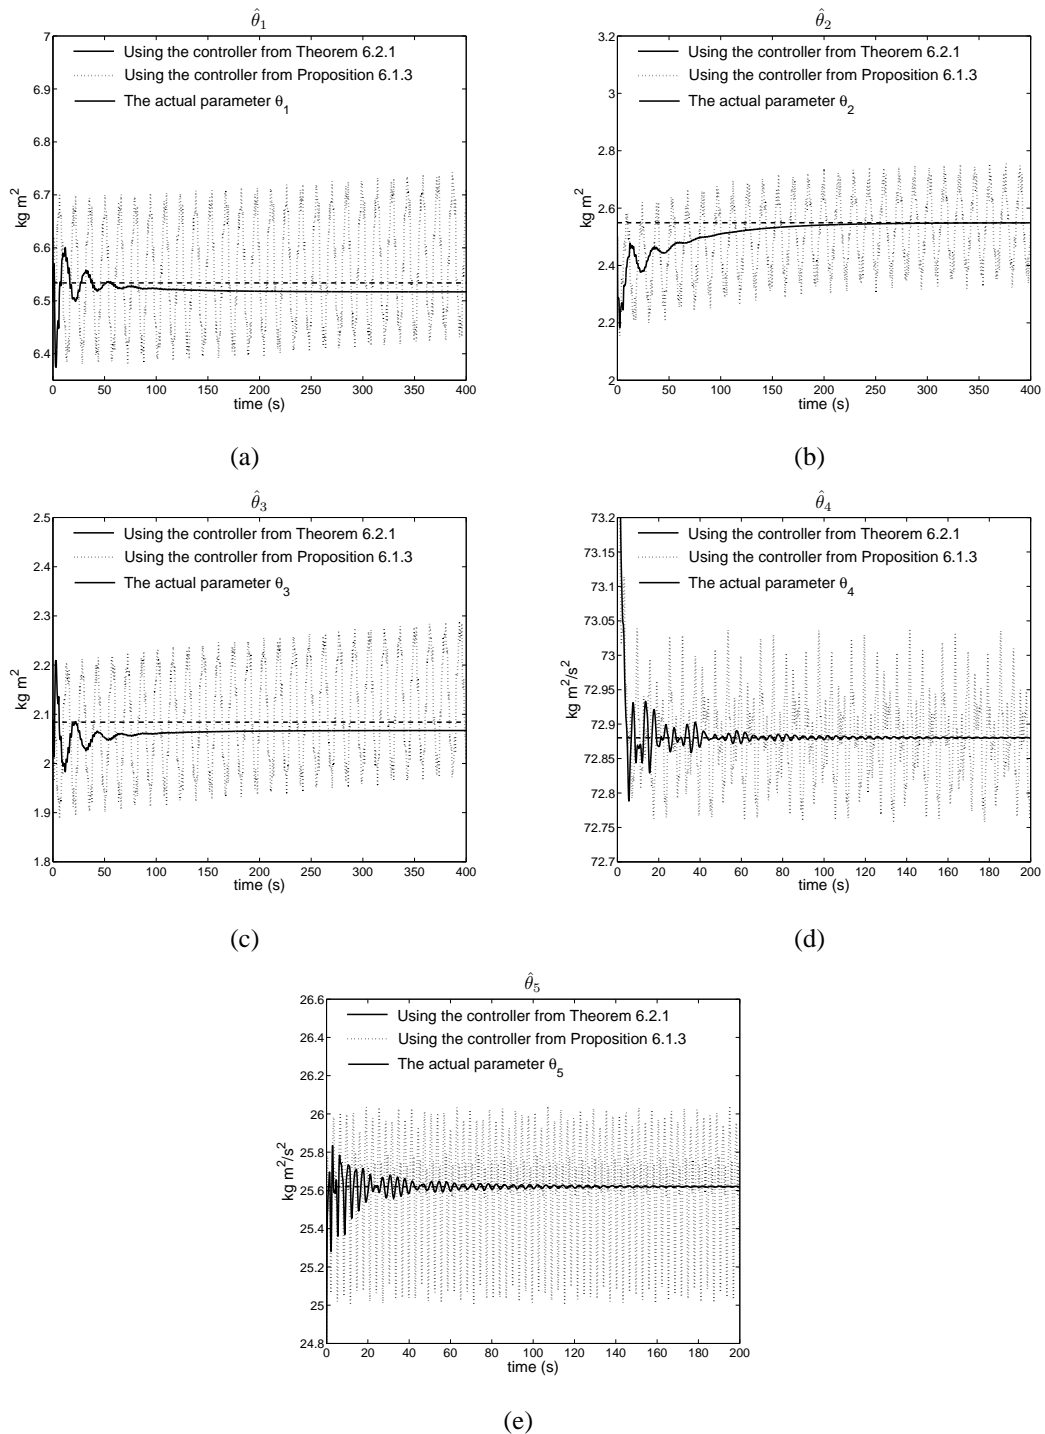 θ̂1
7
6.9
6.8
6.7
6.6
6.5
6.4
kg m2
Using the controller from Theorem 6.2.1
Using the controller from Proposition 6.1.3
The actual parameter θ1
0 50 100 150 200 250 300 350 400
time (s)
(a)
θ̂2
3.2
3
2.8
2.6
2.4
2.2
2
kg m2
Using the controller from Theorem 6.2.1
Using the controller from Proposition 6.1.3
The actual parameter θ2
0 50 100 150 200 250 300 350 400
time (s)
(b)
θ̂3
2.5
2.4
2.3
2.2
2.1
2
1.9
1.8
kg m2
Using the controller from Theorem 6.2.1
Using the controller from Proposition 6.1.3
The actual parameter θ3
0 50 100 150 200 250 300 350 400
time (s)
(c)
θ̂4
73.2
73.15
73.1
73.05
73
72.95
72.9
72.85
72.8
72.75
72.7
kg m2/s2
Using the controller from Theorem 6.2.1
Using the controller from Proposition 6.1.3
The actual parameter θ4
0 20 40 60 80 100 120 140 160 180 200
time (s)
(d)
θ̂5
26.6
26.4
26.2
26
25.8
25.6
25.4
25.2
25
24.8
kg m2/s2
Using the controller from Theorem 6.2.1
Using the controller from Proposition 6.1.3
The actual parameter θ5
0 20 40 60 80 100 120 140 160 180 200
time (s)
(e)